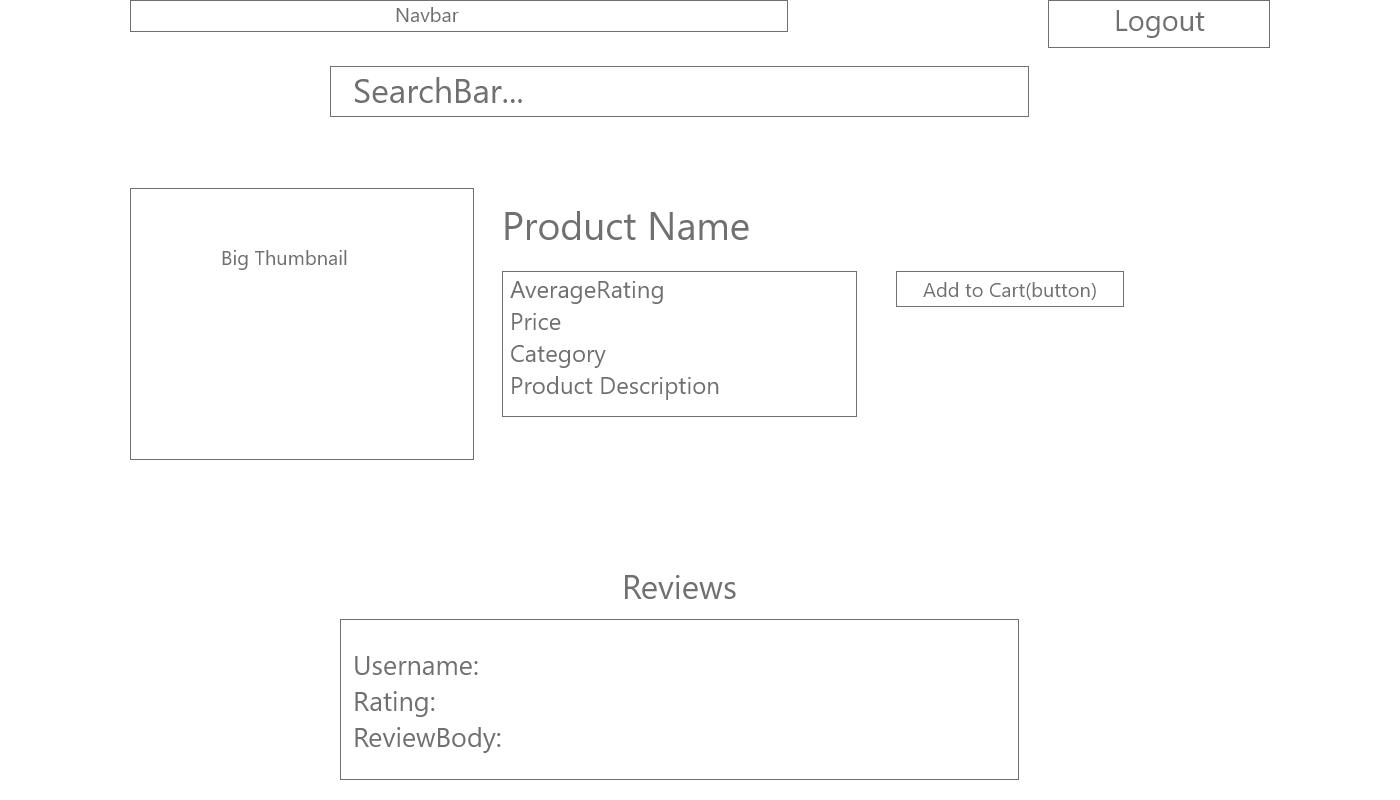 Navbar
Logout
SearchBar...
Big Thumbnail
Product Name
AverageRating
Price
Category
Product Description
Add to Cart(button)
Reviews
Username:
Rating:
ReviewBody: